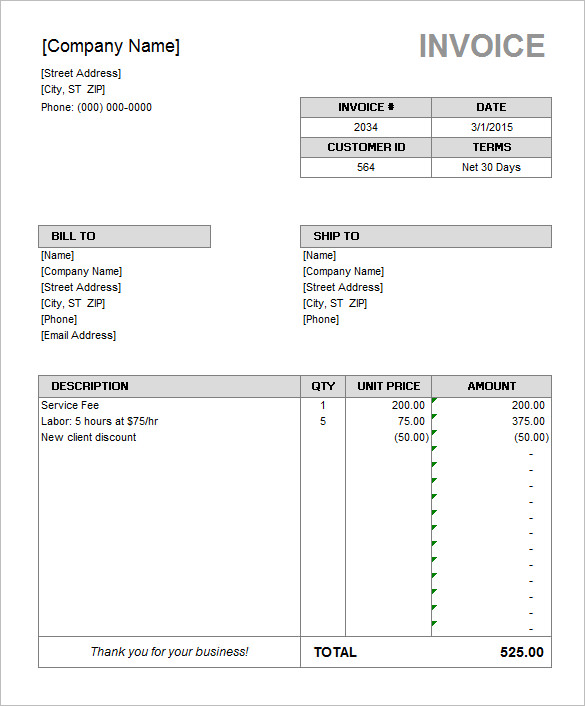 [Company Name]
INVOICE
[Street Address]
[City, ST  ZIP]
Phone: (000) 000-0000
INVOICE # DATE
2034 3/1/2015
CUSTOMER ID TERMS
564 Net 30 Days
BILL TO
[Name]
[Company Name]
[Street Address]
[City, ST  ZIP]
[Phone]
[Email Address]
SHIP TO
[Name]
[Company Name]
[Street Address]
[City, ST  ZIP]
[Phone]
DESCRIPTION QTY UNIT PRICE AMOUNT
Service Fee 1 200.00 200.00
Labor: 5 hours at $75/hr 5 75.00 375.00
New client discount (50.00) (50.00)
-
-
-
-
-
-
-
-
-
-
-
-
Thank you for your business! TOTAL 525.00